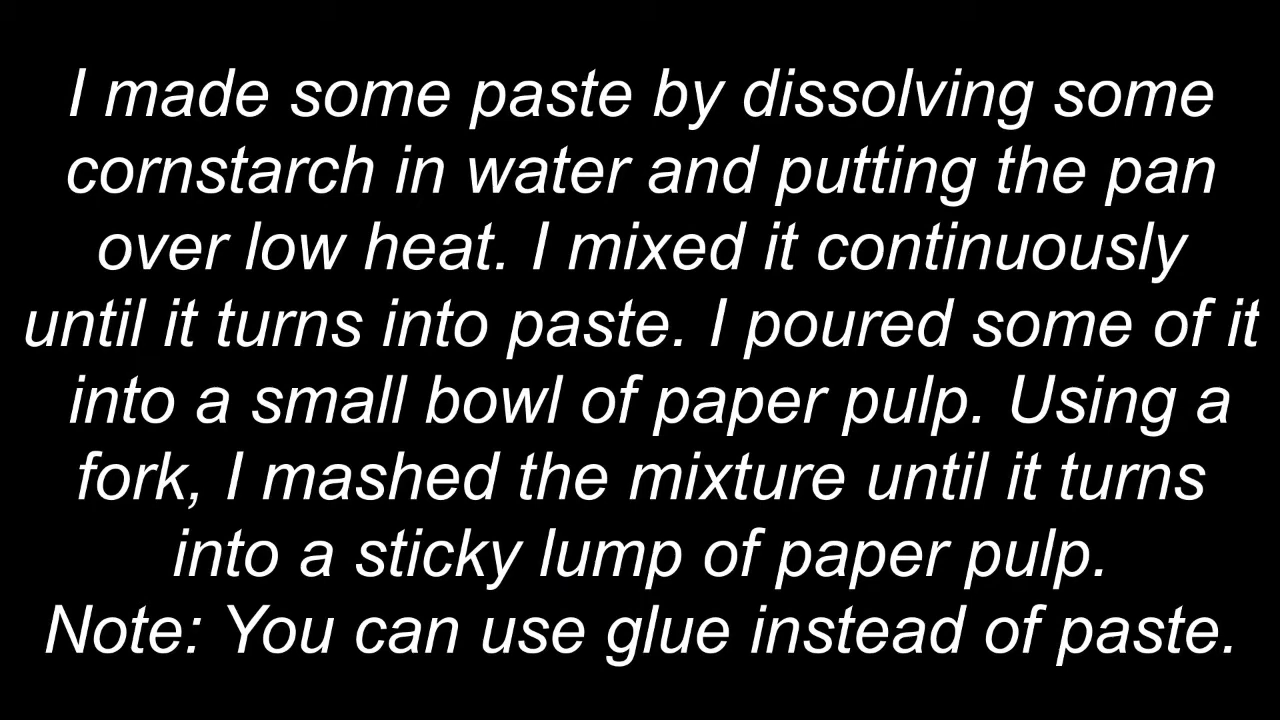 I made some paste by dissolving some
cornstarch in water and putting the pan
over low heat. I mixed it continuously
until it turns into paste. I poured some of it
into a small bowl of paper pulp. Using a
fork, I mashed the mixture until it turns
into a sticky lump of paper pulp.
Note: You can use glue instead of paste.